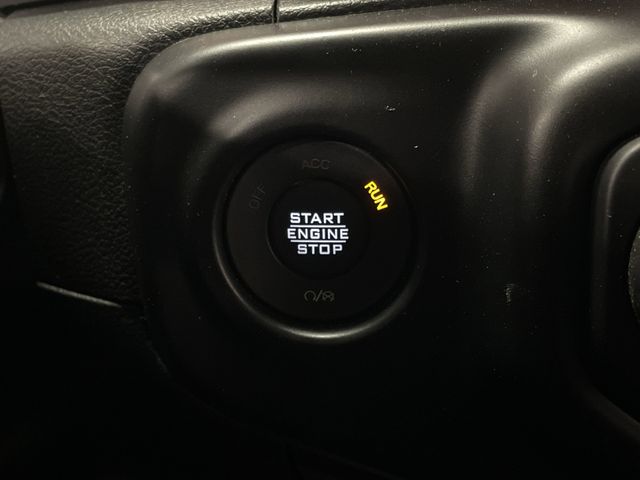 ACC
OFF
RUN
START
ENGINE
STOP